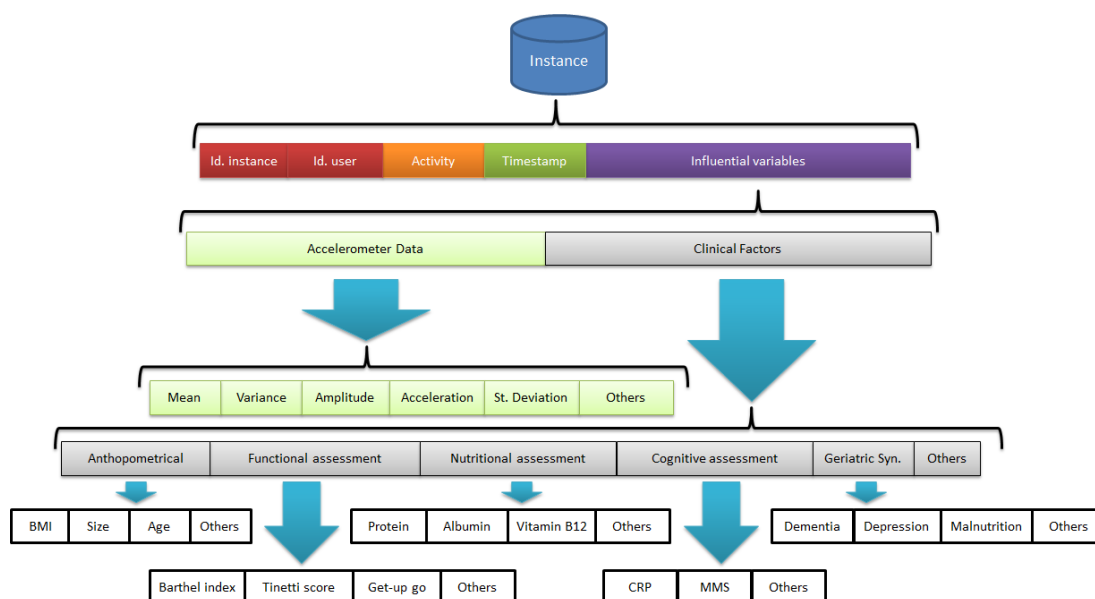 Instance
Id. instance Id. user Activity Timestamp Influential variables
Accelerometer Data Clinical Factors
Mean Variance Amplitude Acceleration St. Deviation Others
Anthopometrical Functional assessment Nutritional assessment Cognitive assessment Geriatric Syn. Others
BMI Size Age Others Protein Albumin Vitamin B12 Others Dementia Depression Malnutrition Others
Barthel index Tinetti score Get-up go Others CRP MMS Others